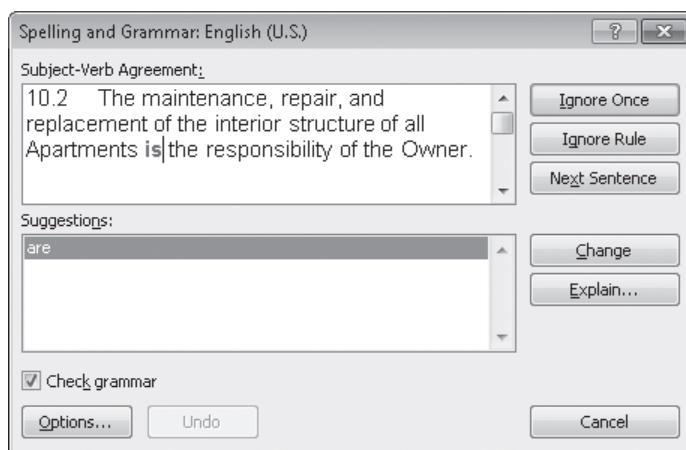 Spelling and Grammar: English (U.S.)
Subject-Verb Agreement:
10.2 The maintenance, repair, and
replacement of the interior structure of all
Apartments is the responsibility of the Owner.
Ignore Once
Ignore Rule
Next Sentence
Suggestions:
are
Change
Explain...
Check grammar
Options...
Undo
Cancel